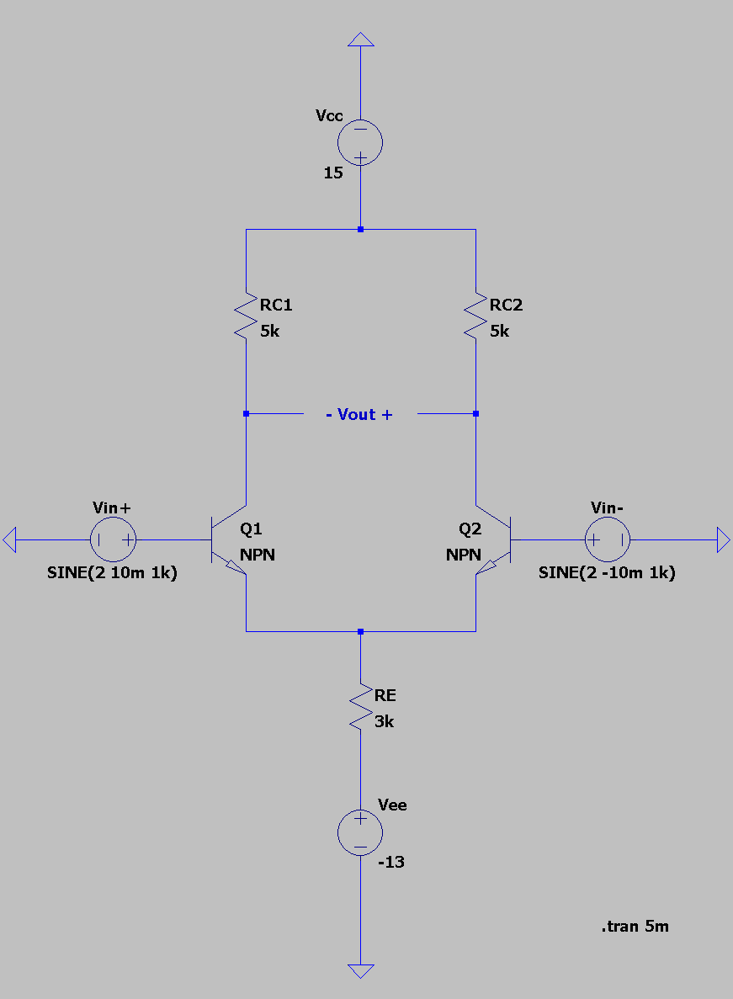 Vcc
15
RC1
5k
RC2
5k
- Vout +
Vin+
SINE(2 10m 1k)
Q1
NPN
Q2
NPN
Vin-
SINE(2 -10m 1k)
RE
3k
Vee
-13
.tran 5m